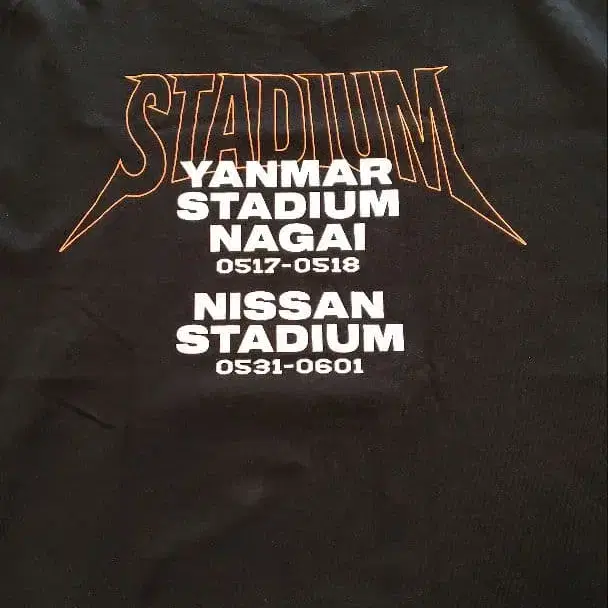 STADIUM
YANMAR
STADIUM
NAGAI
0517-0518
NISSAN
STADIUM
0531-0601